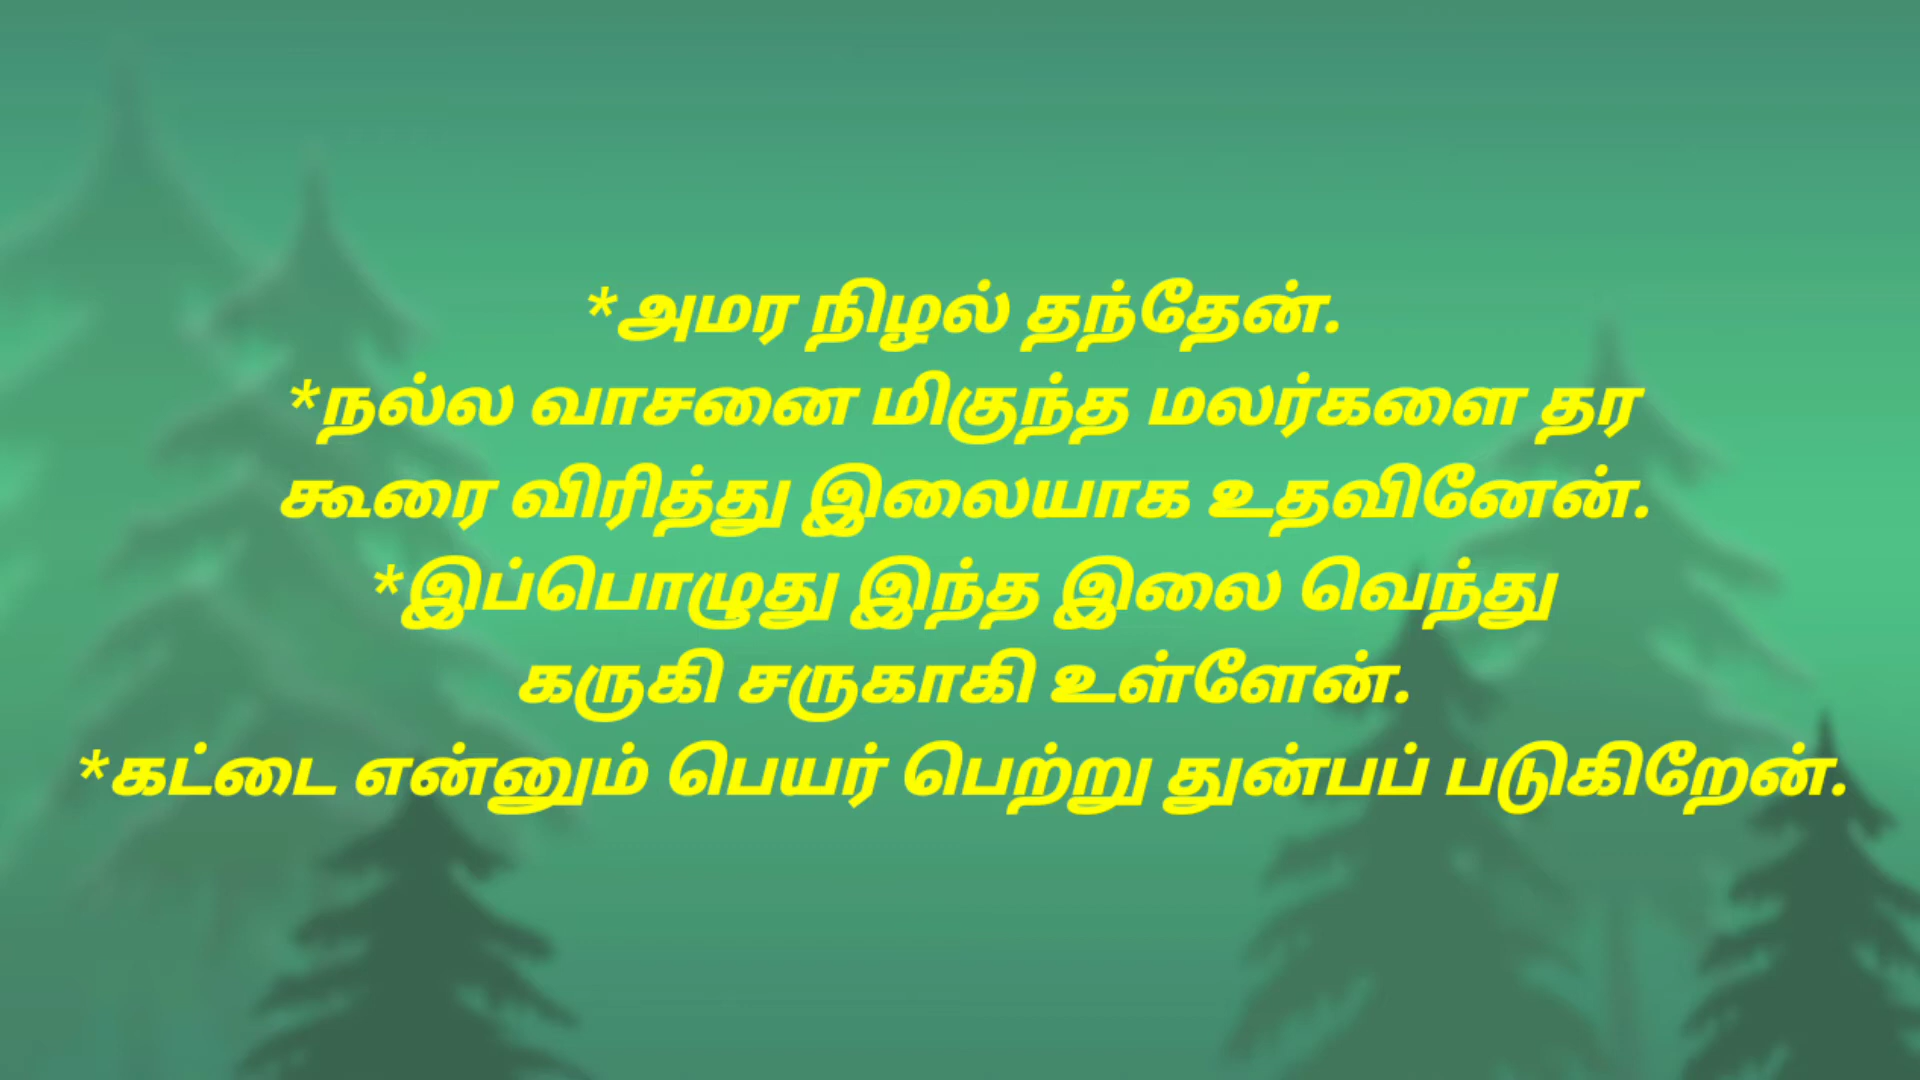 *அமர நிழல் தந்தேன்.
*நல்ல வாசனை மிகுந்த மலர்களை தர
கூரை விரித்து இலையாக உதவினேன்.
*இப்பொழுது இந்த இலை வெந்து
கருகி சருகாகி உள்ளேன்.
*கட்டை என்னும் பெயர் பெற்று துன்பப் படுகிறேன்.